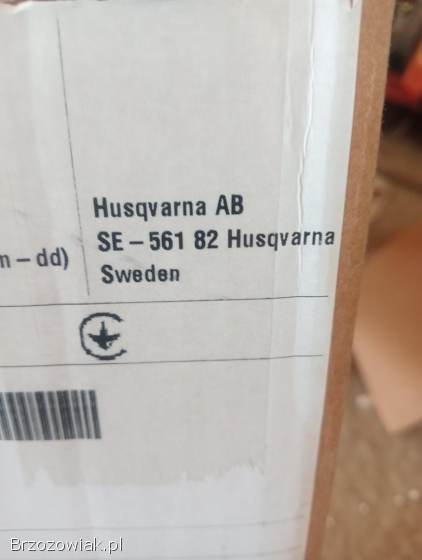 Husqvarna AB
SE – 561 82 Husqvarna
m – dd)
Sweden
Brzozowiak.pl